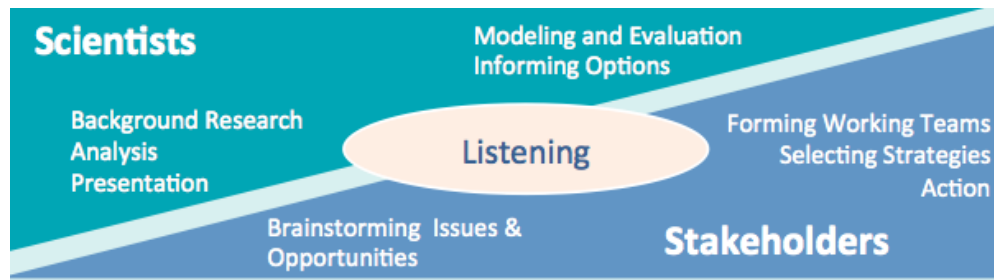 Scientists
Modeling and Evaluation
Informing Options
Background Research
Analysis
Presentation
Listening
Forming Working Teams
Selecting Strategies
Action
Brainstorming Issues &
Opportunities
Stakeholders